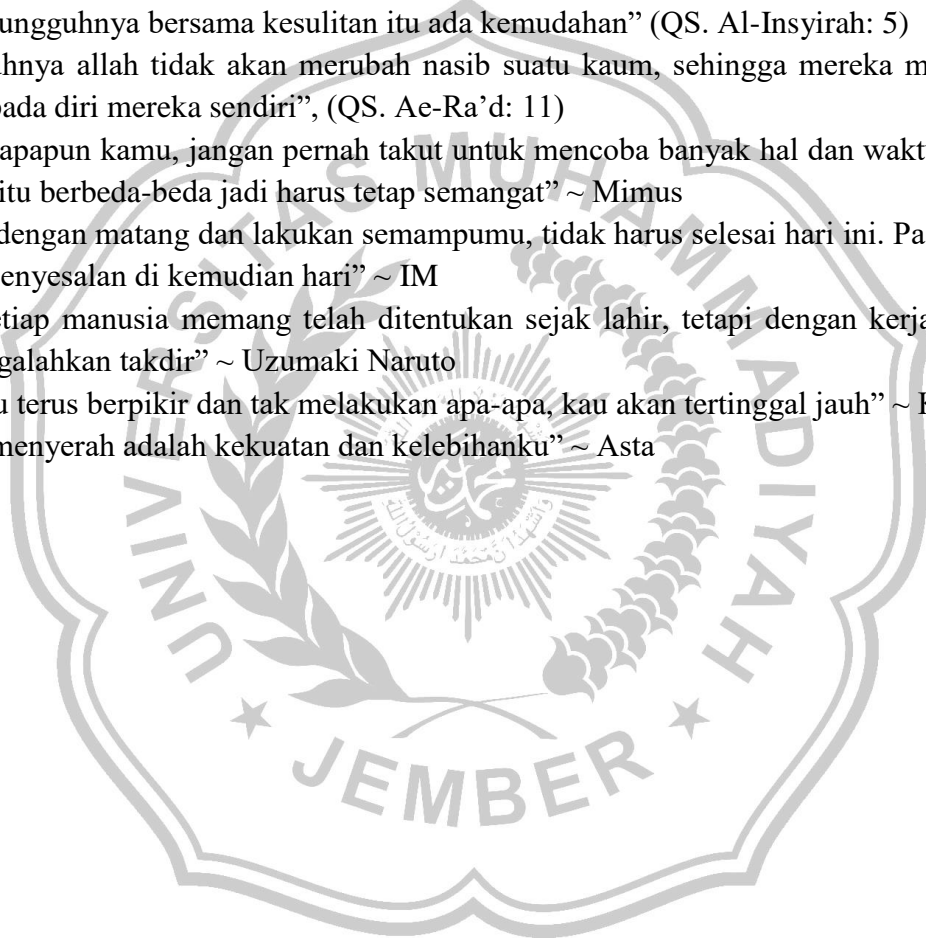 ungguhnya bersama kesulitan itu ada kemudahan” (QS. Al-Insyirah: 5)
hnya allah tidak akan merubah nasib suatu kaum, sehingga mereka m
ada diri mereka sendiri”, (QS. Ae-Ra’d: 11)
apapun kamu, jangan pernah takut untuk mencoba banyak hal dan wakt
itu berbeda-beda jadi harus tetap semangat” ~ Mimus
dengan matang dan lakukan semampumu, tidak harus selesai hari ini. Pa
enyesalan di kemudian hari” ~ IM
etiap manusia memang telah ditentukan sejak lahir, tetapi dengan kerja
galahkan takdir” ~ Uzumaki Naruto
u terus berpikir dan tak melakukan apa-apa, kau akan tertinggal jauh” ~
menyerah adalah kekuatan dan kelebihanku” ~ Asta
UNIVERSITAS MUHAMMADIYAH
JEMBER